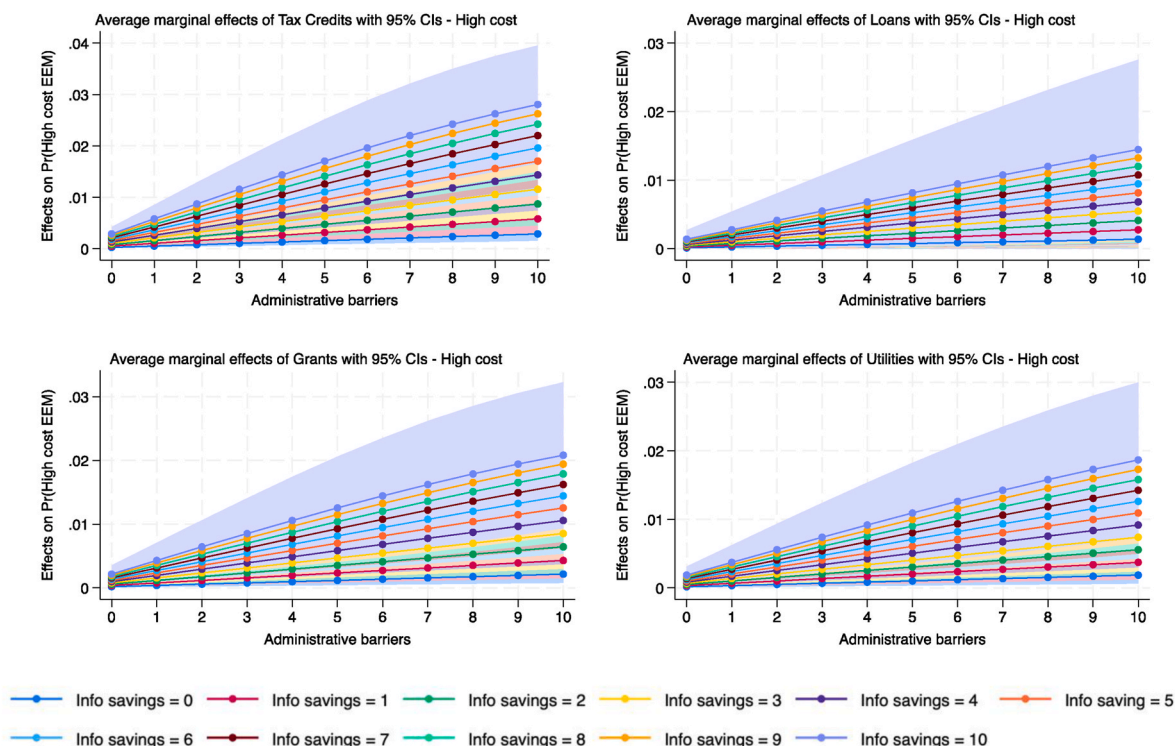 Average marginal effects of Tax Credits with 95% CIs - High cost
Effects on Pr(High cost EEM)
.04
.03
.02
.01
0
0 1 2 3 4 5 6 7 8 9 10
Administrative barriers
Average marginal effects of Loans with 95% CIs - High cost
Effects on Pr(High cost EEM)
.03
.02
.01
0
0 1 2 3 4 5 6 7 8 9 10
Administrative barriers
Average marginal effects of Grants with 95% CIs - High cost
Effects on Pr(High cost EEM)
.03
.02
.01
0
0 1 2 3 4 5 6 7 8 9 10
Administrative barriers
Average marginal effects of Utilities with 95% CIs - High cost
Effects on Pr(High cost EEM)
.03
.02
.01
0
0 1 2 3 4 5 6 7 8 9 10
Administrative barriers
Info savings = 0 Info savings = 1 Info savings = 2 Info savings = 3 Info savings = 4 Info saving = 5
Info savings = 6 Info savings = 7 Info savings = 8 Info savings = 9 Info savings = 10